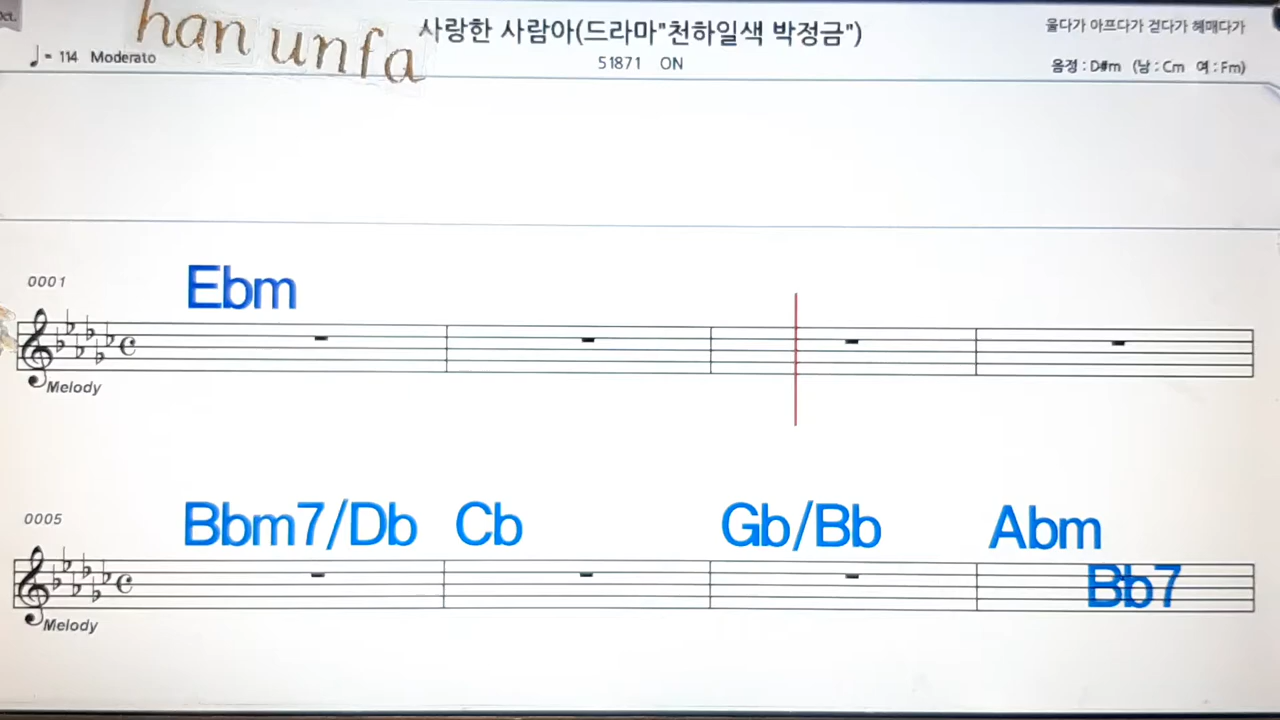 oct.
han unfa
사랑한 사람아(드라마"천하일색 박정금")
울다가 아프다가 걷다가 헤매다가
♩= 114 Moderato
51871 ON
음정 : D#m (남 : Cm 여 : Fm)
0001
Ebm
Melody
0005
Bbm7/Db Cb Gb/Bb Abm
Bb7
Melody